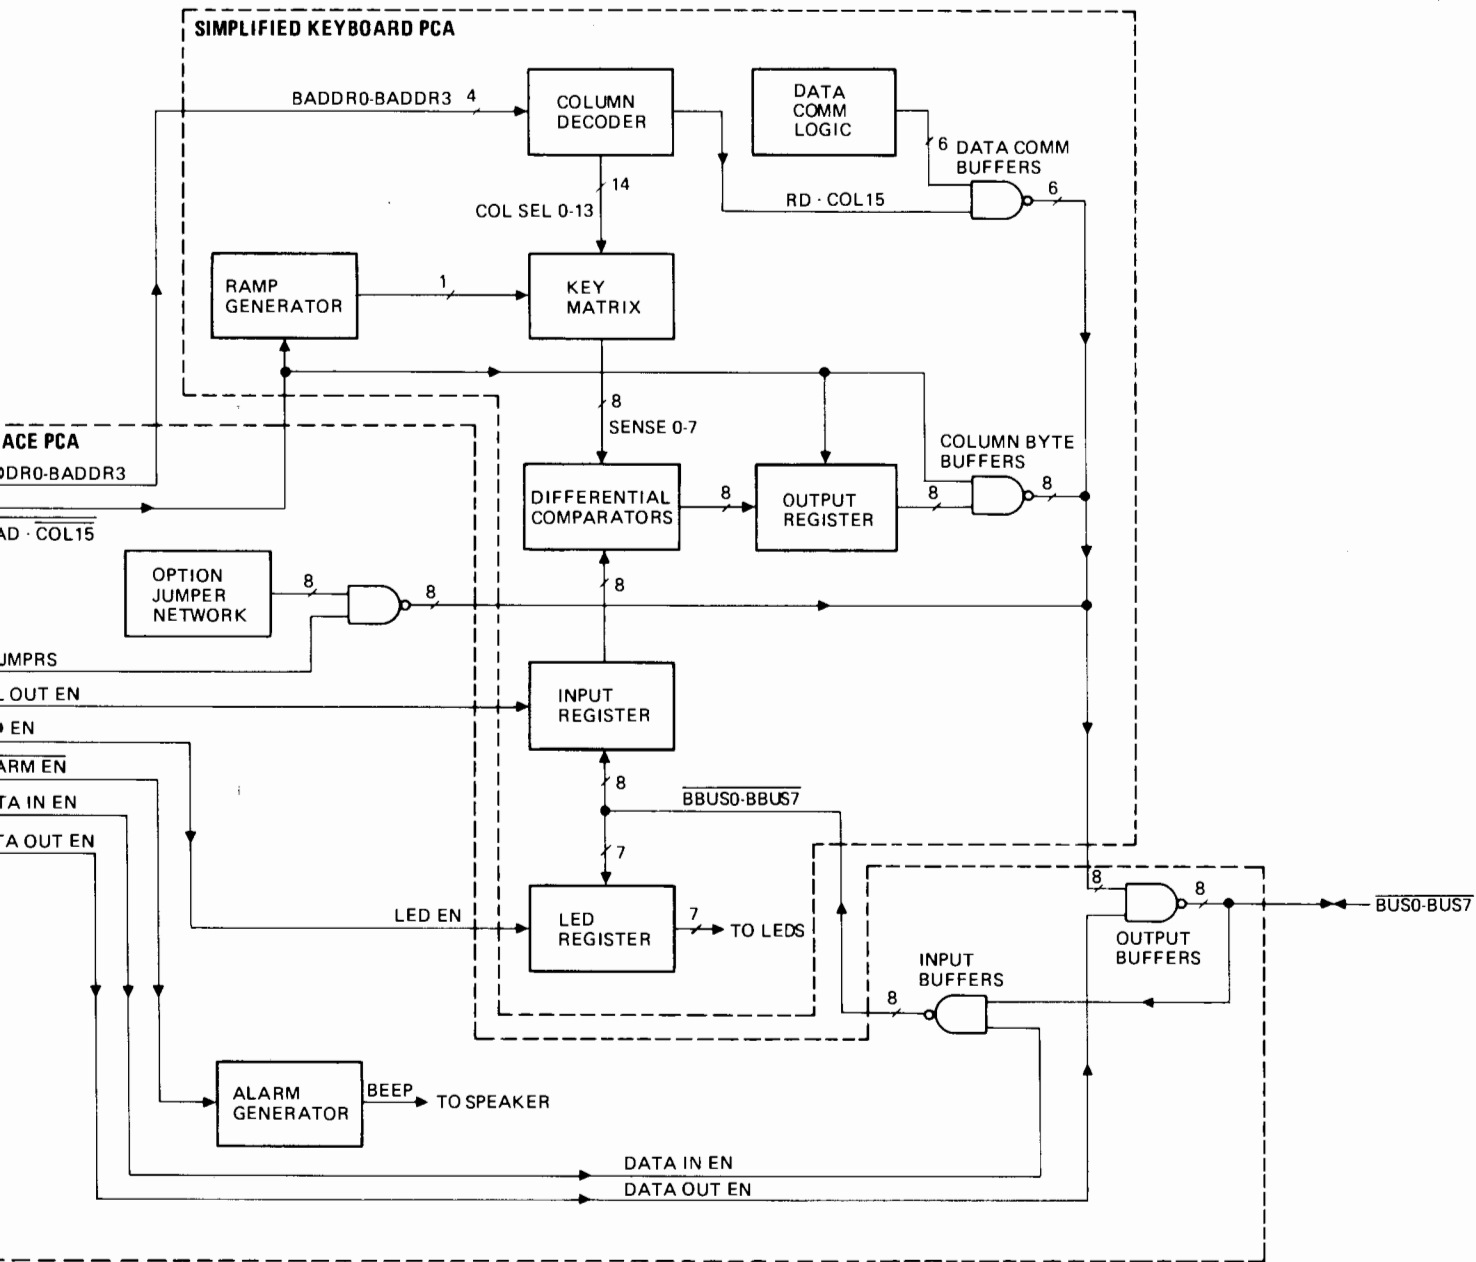 SIMPLIFIED KEYBOARD PCA
BADDR0-BADDR3 4
COLUMN
DECODER
DATA
COMM
LOGIC
6
DATA COMM
BUFFERS
6
14
COL SEL 0-13
RD · COL15
RAMP
GENERATOR
1
KEY
MATRIX
8
SENSE 0-7
ACE PCA
DDR0-BADDR3
AD · COL15
COLUMN BYTE
BUFFERS
DIFFERENTIAL
COMPARATORS
8
OUTPUT
REGISTER
8
8
OPTION
JUMPER
NETWORK
8
8
8
UMPRS
L OUT EN
INPUT
REGISTER
EN
ARM EN
TA IN EN
TA OUT EN
8
BBUS0-BBUS7
7
LED EN
LED
REGISTER
7
TO LEDS
8
8
BUS0-BUS7
OUTPUT
BUFFERS
INPUT
BUFFERS
8
ALARM
GENERATOR
BEEP
TO SPEAKER
DATA IN EN
DATA OUT EN